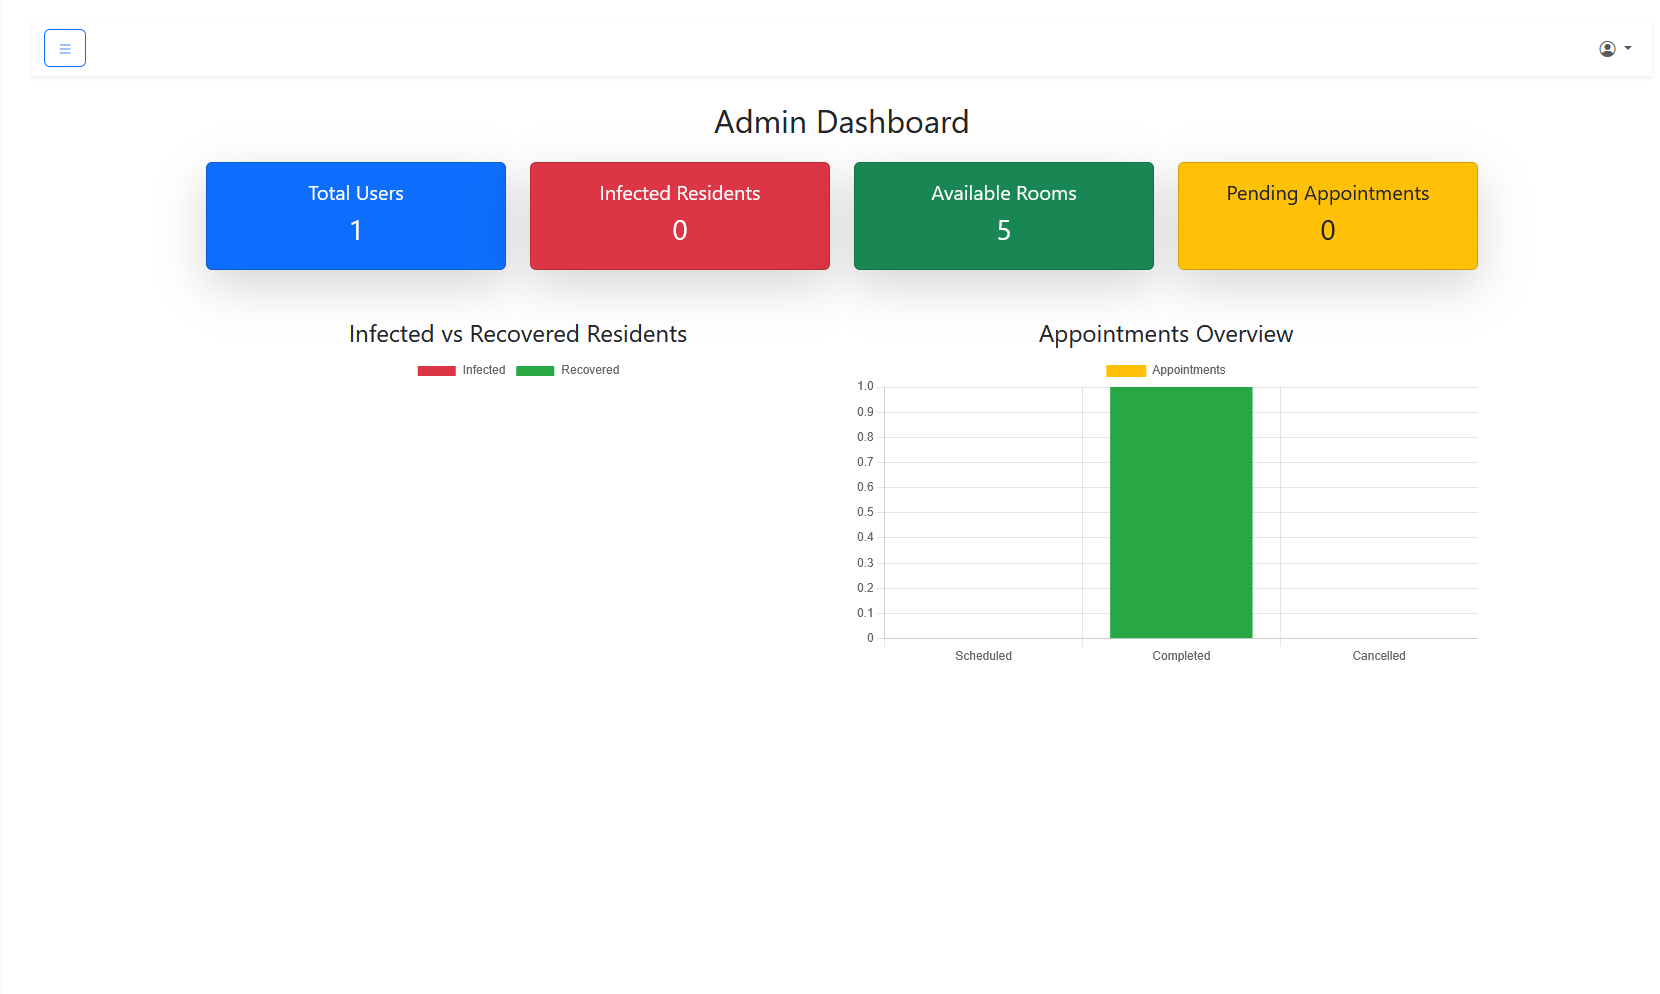 Admin Dashboard
Total Users
1
Infected Residents
0
Available Rooms
5
Pending Appointments
0
Infected vs Recovered Residents
Infected Recovered
Appointments Overview
Appointments
1.0
0.9
0.8
0.7
0.6
0.5
0.4
0.3
0.2
0.1
0
Scheduled Completed Cancelled